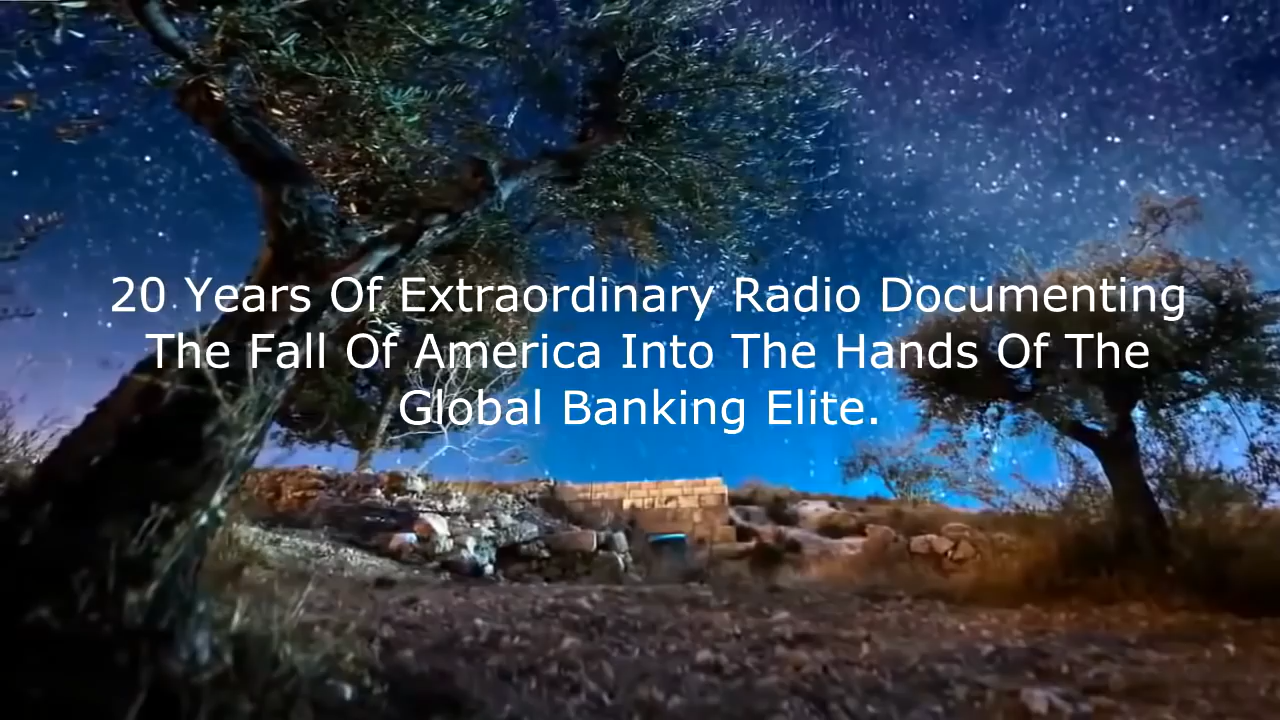 20 Years Of Extraordinary Radio Documenting
The Fall Of America Into The Hands Of The
Global Banking Elite.